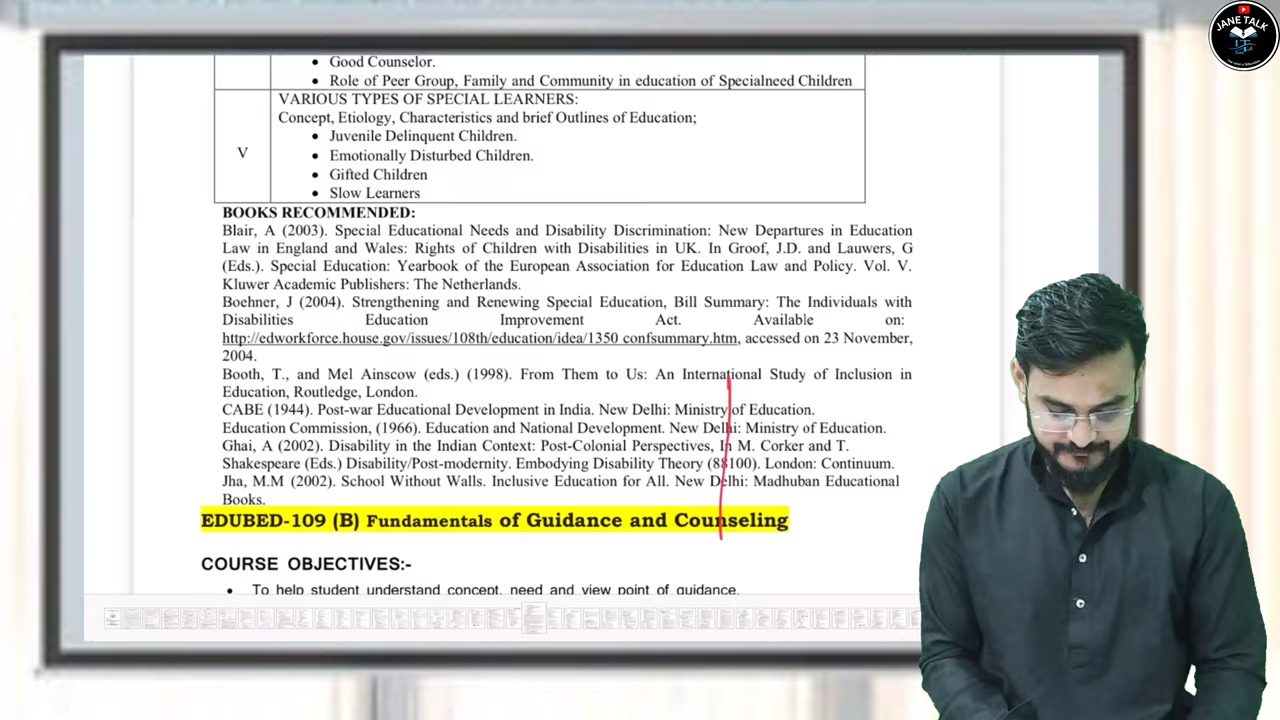 JANE TALK
• Good Counselor.
• Role of Peer Group, Family and Community in education of Specialneed Children
VARIOUS TYPES OF SPECIAL LEARNERS:
Concept, Etiology, Characteristics and brief Outlines of Education;
• Juvenile Delinquent Children.
V
• Emotionally Disturbed Children.
• Gifted Children
• Slow Learners
BOOKS RECOMMENDED:
Blair, A (2003). Special Educational Needs and Disability Discrimination: New Departures in Education
Law in England and Wales: Rights of Children with Disabilities in UK. In Groof, J.D. and Lauwers, G
(Eds.). Special Education: Yearbook of the European Association for Education Law and Policy. Vol. V.
Kluwer Academic Publishers: The Netherlands.
Boehner, J (2004). Strengthening and Renewing Special Education, Bill Summary: The Individuals with
Disabilities Education Improvement Act. Available on:
http://edworkforce.house.gov/issues/108th/education/idea/1350 confsummary.htm, accessed on 23 November,
2004.
Booth, T., and Mel Ainscow (eds.) (1998). From Them to Us: An International Study of Inclusion in
Education, Routledge, London.
CABE (1944). Post-war Educational Development in India. New Delhi: Ministry of Education.
Education Commission, (1966). Education and National Development. New Delhi: Ministry of Education.
Ghai, A (2002). Disability in the Indian Context: Post-Colonial Perspectives, In M. Corker and T.
Shakespeare (Eds.) Disability/Post-modernity. Embodying Disability Theory (88100). London: Continuum.
Jha, M.M (2002). School Without Walls. Inclusive Education for All. New Delhi: Madhuban Educational
Books.
EDUBED-109 (B) Fundamentals of Guidance and Counseling
COURSE OBJECTIVES:-
• To help student understand concept, need and view point of guidance.